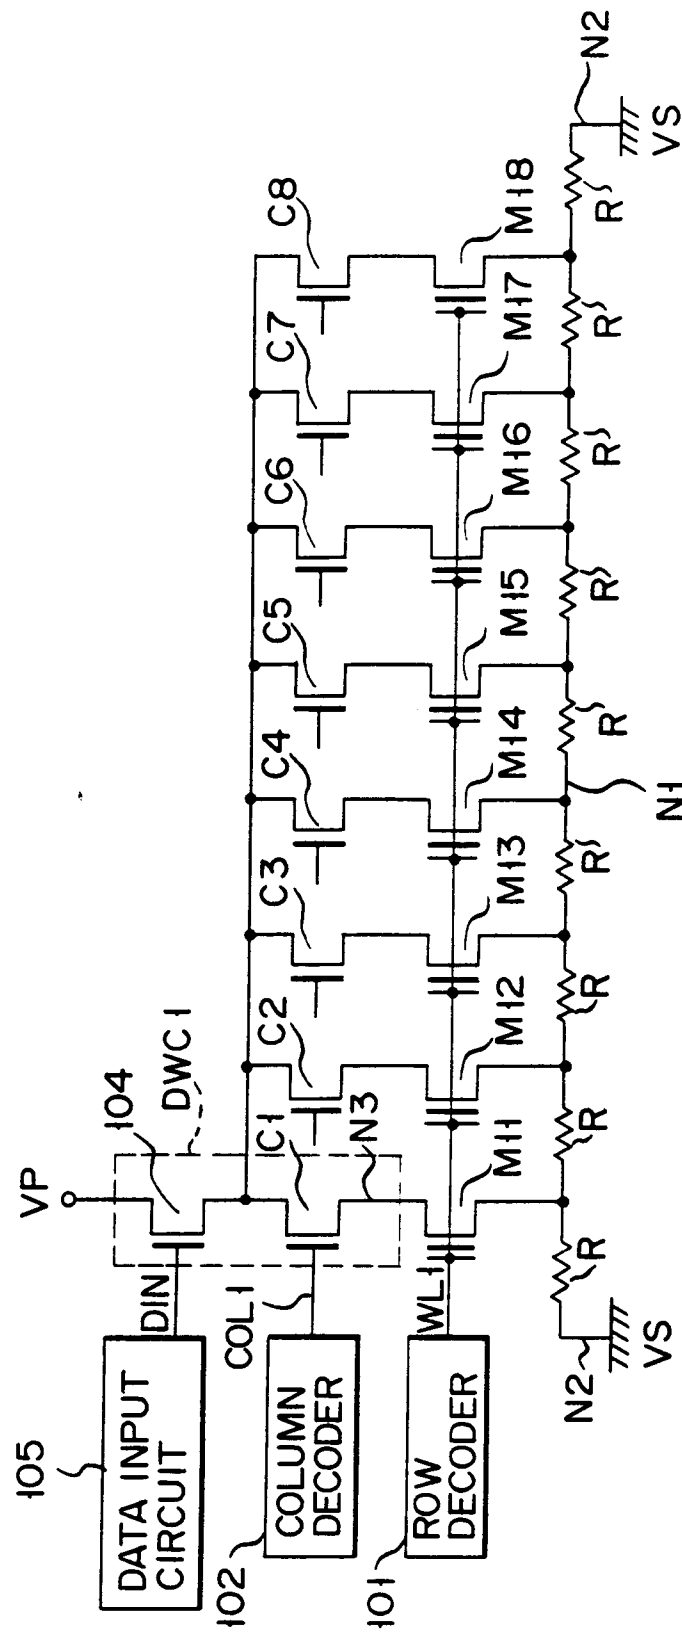 VP
105
104
DWC1
DATA INPUT
CIRCUIT
DIN
102
COLUMN
DECODER
COL1
C1
C2
C3
C4
C5
C6
C7
C8
N3
101
ROW
DECODER
WL1
M11
M12
M13
M14
M15
M16
M17
M18
N2
VS
R
R
R
R
R
R
R
R
R
N1
N2
VS